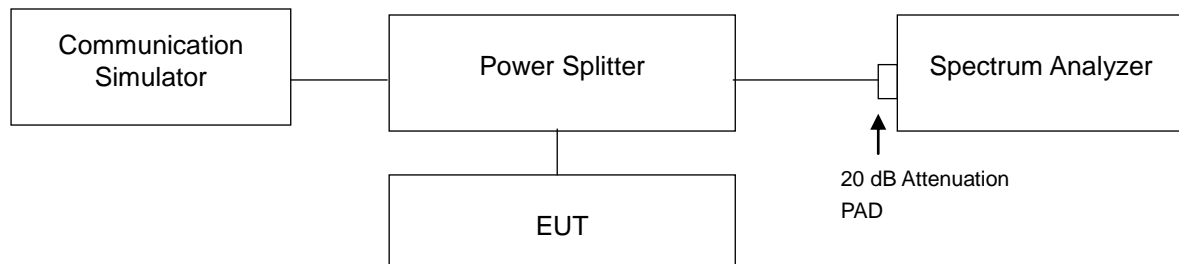 Communication
Simulator
Power Splitter
Spectrum Analyzer
20 dB Attenuation
PAD
EUT